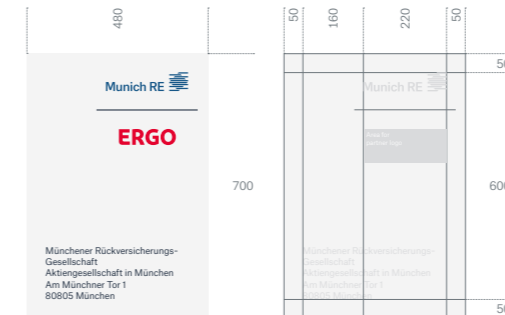 480
50
160
220
50
Munich RE
ERGO
Münchener Rückversicherungs-
Gesellschaft
Aktiengesellschaft in München
Am Münchner Tor 1
80805 München
700
Munich RE
Area for
partner logo
Münchener Rückversicherungs-
Gesellschaft
Aktiengesellschaft in München
Am Münchner Tor 1
80805 München
600